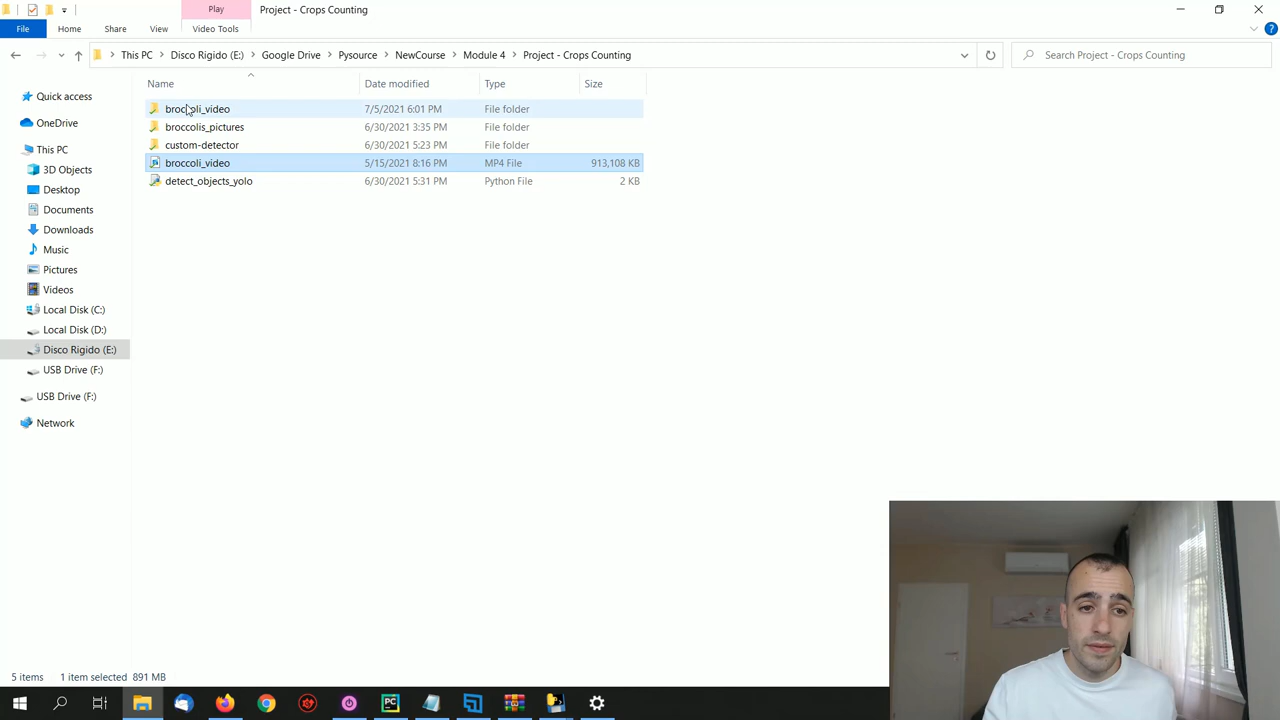 Play
Project - Crops Counting
File
Home
Share
View
Video Tools
This PC
Disco Rigido (E:)
Google Drive
Pysource
NewCourse
Module 4
Project - Crops Counting
Search Project - Crops Counting
Name
Date modified
Type
Size
Quick access
OneDrive
This PC
3D Objects
Desktop
Documents
Downloads
Music
Pictures
Videos
Local Disk (C:)
Local Disk (D:)
Disco Rigido (E:)
USB Drive (F:)
USB Drive (F:)
Network
broccoli_video 7/5/2021 6:01 PM File folder
broccolis_pictures 6/30/2021 3:35 PM File folder
custom-detector 6/30/2021 5:23 PM File folder
broccoli_video 5/15/2021 8:16 PM MP4 File 913,108 KB
detect_objects_yolo 6/30/2021 5:31 PM Python File 2 KB
5 items 1 item selected 891 MB
PC